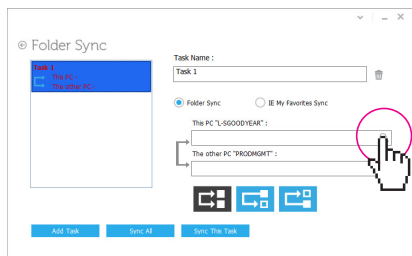 Folder Sync
Task Name :
Task 1
Task 1
This PC -
The other PC -
Folder Sync
IE My Favorites Sync
This PC "L-SGOODYEAR" :
The other PC "PRODMGMT" :
Add Task
Sync All
Sync This Task